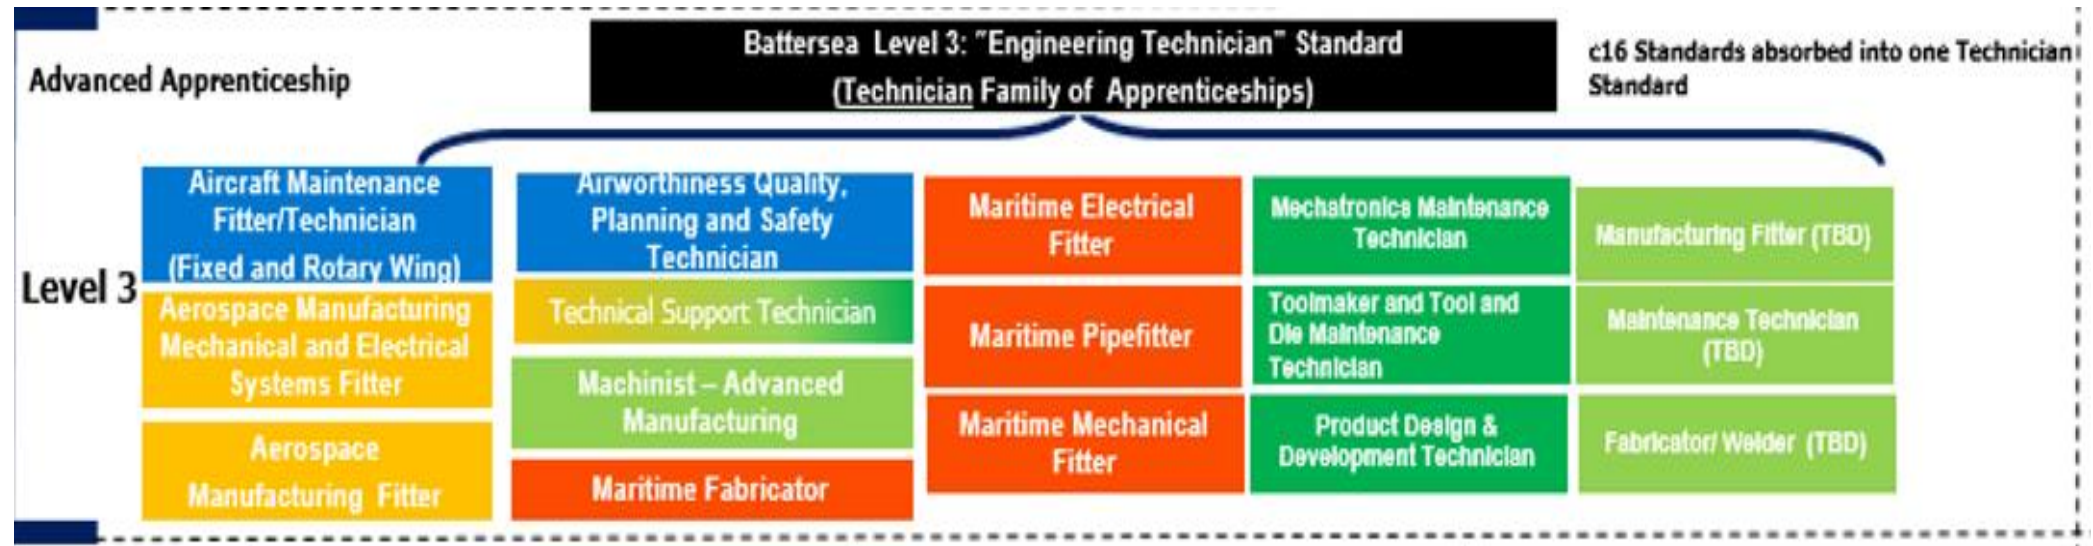 Battersea Level 3: "Engineering Technician" Standard
(Technician Family of Apprenticeships)
c16 Standards absorbed into one Technician
Standard
Advanced Apprenticeship
Level 3
Aircraft Maintenance
Fitter/Technician
(Fixed and Rotary Wing)
Aerospace Manufacturing
Mechanical and Electrical
Systems Fitter
Aerospace
Manufacturing Fitter
Airworthiness Quality,
Planning and Safety
Technician
Technical Support Technician
Machinist – Advanced
Manufacturing
Maritime Fabricator
Maritime Electrical
Fitter
Maritime Pipefitter
Maritime Mechanical
Fitter
Mechatronics Maintenance
Technician
Toolmaker and Tool and
Die Maintenance
Technician
Product Design &
Development Technician
Manufacturing Fitter (TBD)
Maintenance Technician
(TBD)
Fabricator/ Welder (TBD)